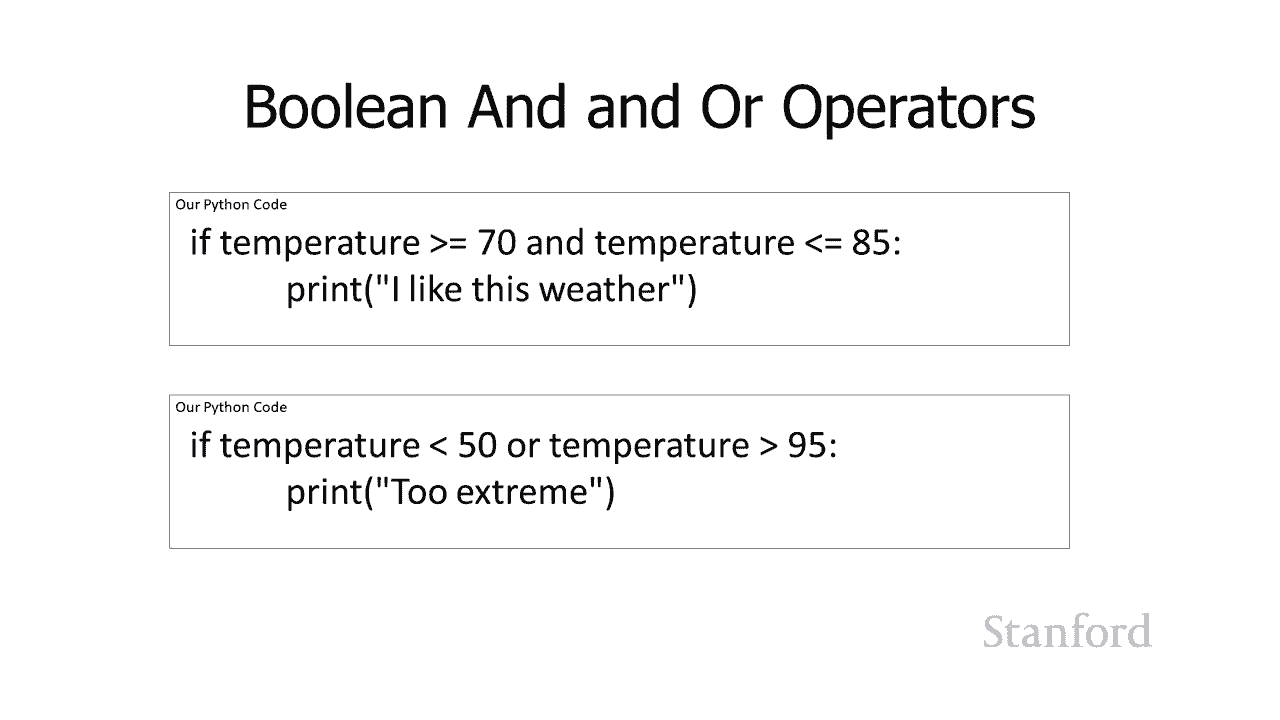 Boolean And and Or Operators
Our Python Code
if temperature >= 70 and temperature <= 85:
print("I like this weather")
Our Python Code
if temperature < 50 or temperature > 95:
print("Too extreme")
Stanford